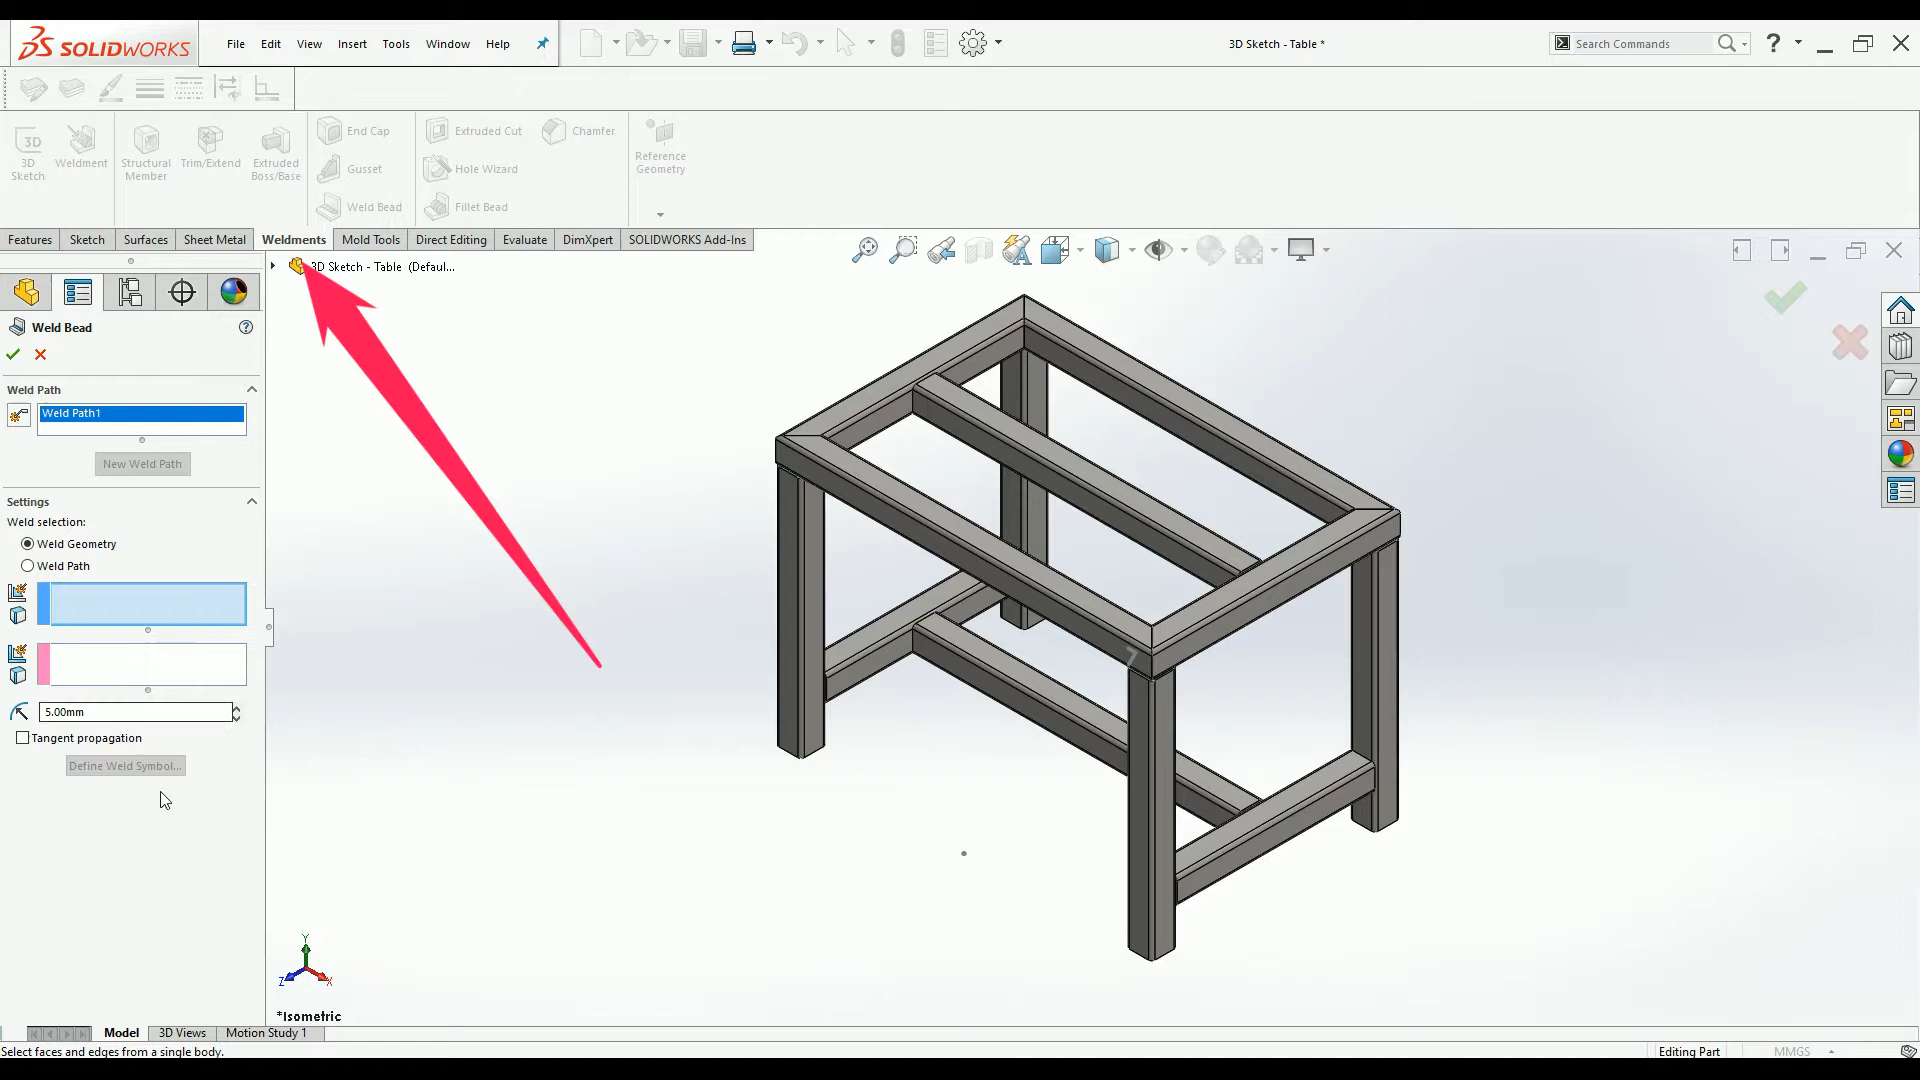 SOLIDWORKS
File Edit View Insert Tools Window Help
3D Sketch - Table *
Search Commands
?
3D
3D Sketch
Weldment
Structural Member
Trim/Extend
Extruded Boss/Base
End Cap
Gusset
Weld Bead
Extruded Cut
Hole Wizard
Fillet Bead
Chamfer
Reference Geometry
Features Sketch Surfaces Sheet Metal Weldments Mold Tools Direct Editing Evaluate DimXpert SOLIDWORKS Add-Ins
3D Sketch - Table (Defaul...
Weld Bead
?
Weld Path
Weld Path1
New Weld Path
Settings
Weld selection:
Weld Geometry
Weld Path
5.00mm
Tangent propagation
Define Weld Symbol...
Y
Z
X
*Isometric
Model 3D Views Motion Study 1
Select faces and edges from a single body.
Editing Part
MMGS